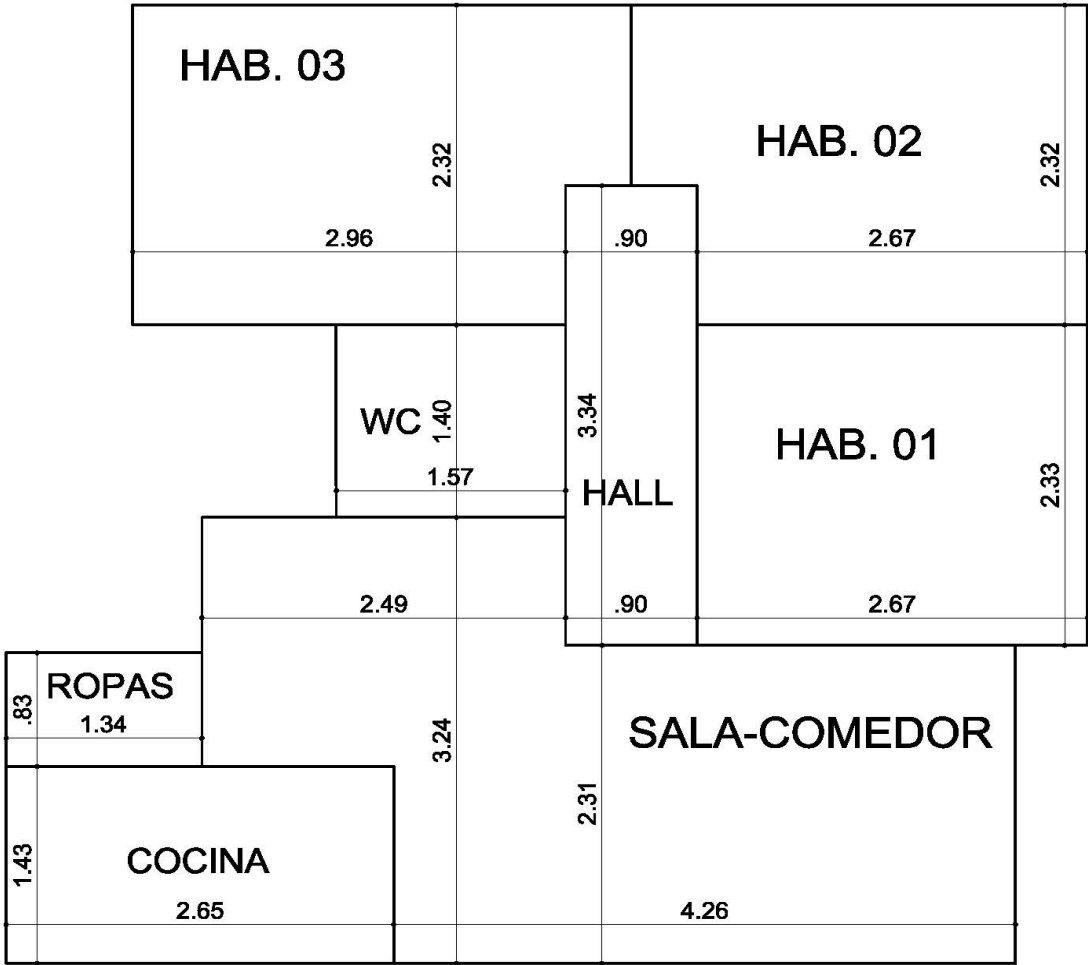 HAB. 03
HAB. 02
2.32
2.32
2.96
.90
2.67
WC
1.40
3.34
HAB. 01
1.57
HALL
2.33
2.49
.90
2.67
ROPAS
.83
1.34
3.24
SALA-COMEDOR
2.31
COCINA
1.43
2.65
4.26